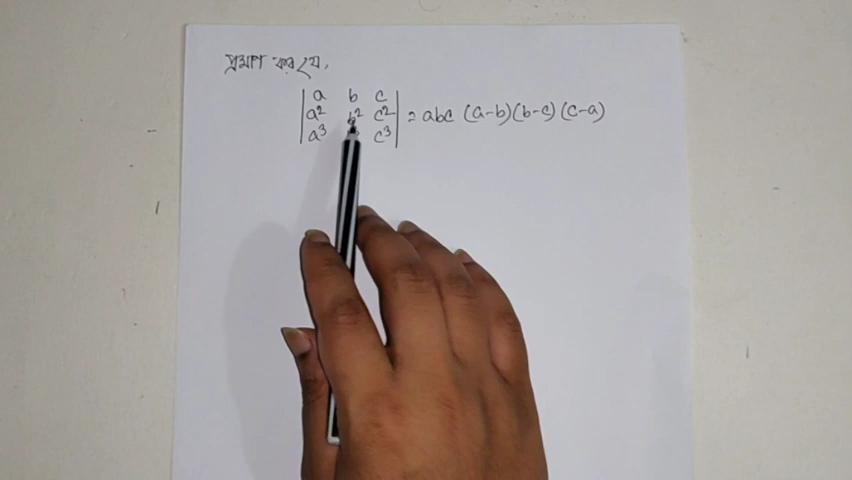 প্রমাণ কর যে,
a b c
a² b² c² = abc (a-b)(b-c)(c-a)
a³ c³